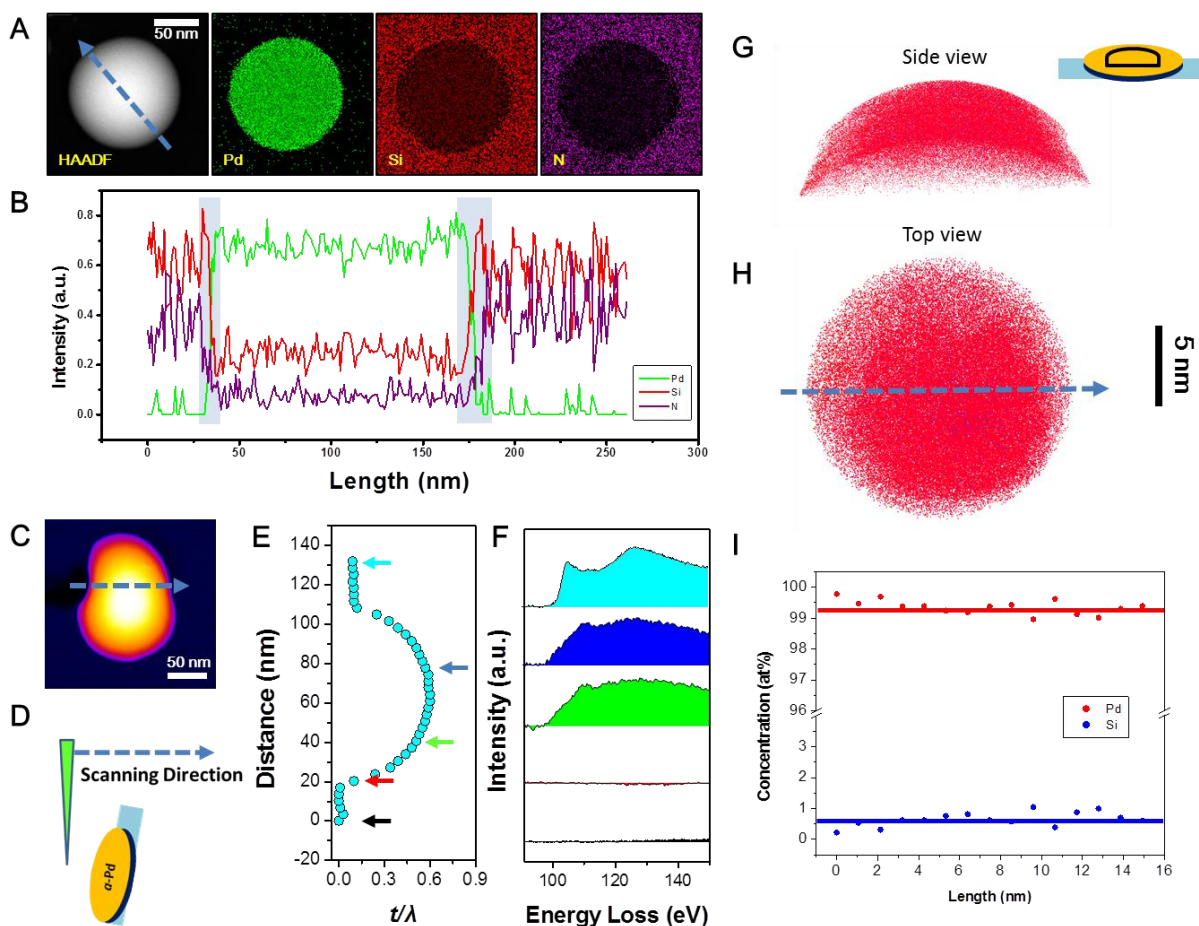 A
50 nm
HAADF
Pd
Si
N
B
Intensity (a.u.)
0.8
0.6
0.4
0.2
0.0
Pd
Si
N
0
50
100
150
200
250
300
Length (nm)
C
50 nm
D
Scanning Direction
a-Pd
E
Distance (nm)
140
120
100
80
60
40
20
0
-20
0.0 0.3 0.6 0.9
t/λ
F
Intensity (a.u.)
100 120 140
Energy Loss (eV)
G
Side view
Top view
H
5 nm
I
Concentration (at%)
100
99
98
97
96
3
2
1
0
Pd
Si
0 2 4 6 8 10 12 14 16
Length (nm)